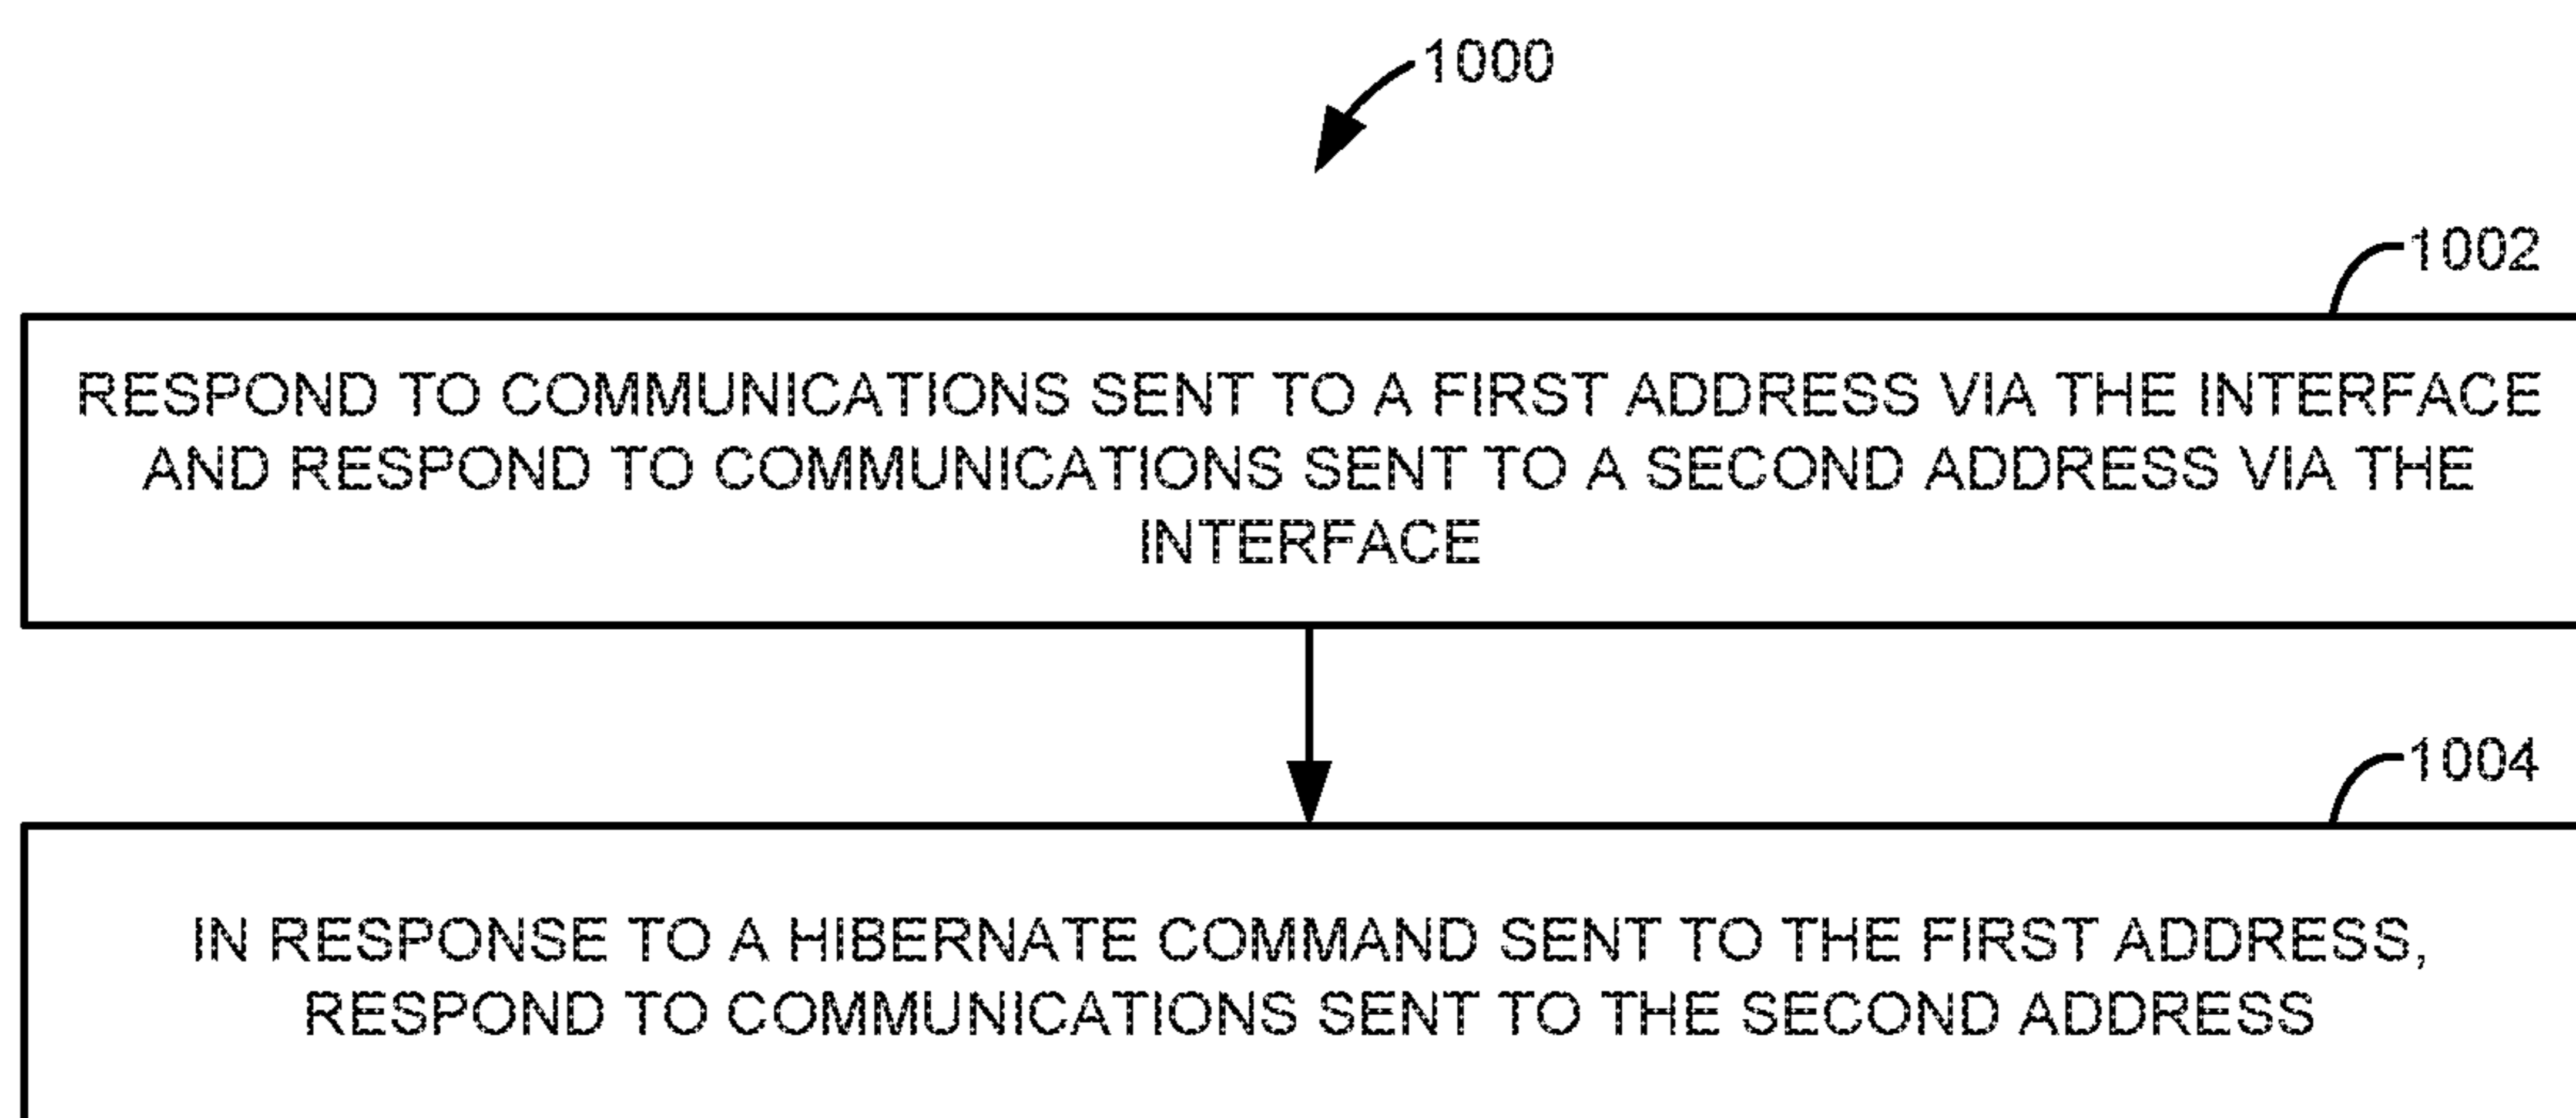 1000
1002
RESPOND TO COMMUNICATIONS SENT TO A FIRST ADDRESS VIA THE INTERFACE
AND RESPOND TO COMMUNICATIONS SENT TO A SECOND ADDRESS VIA THE
INTERFACE
1004
IN RESPONSE TO A HIBERNATE COMMAND SENT TO THE FIRST ADDRESS,
RESPOND TO COMMUNICATIONS SENT TO THE SECOND ADDRESS